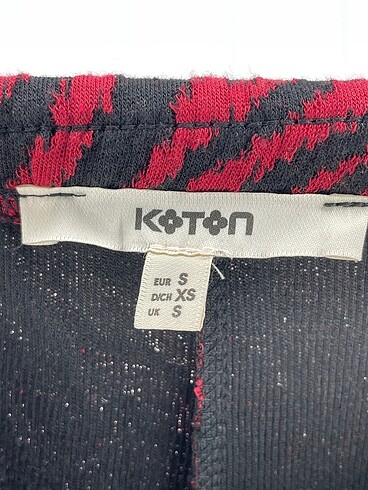 KOTON
EUR S
D/CH XS
UK S